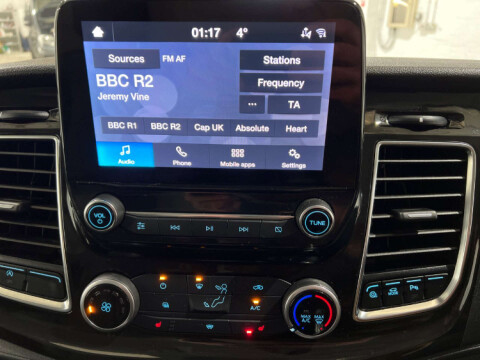 01:17 4°
Sources FM AF Stations
BBC R2 Frequency
Jeremy Vine
... TA
BBC R1 BBC R2 Cap UK Absolute Heart
Audio Phone Mobile apps Settings
VOL TUNE
A/C
MAX A/C MAX